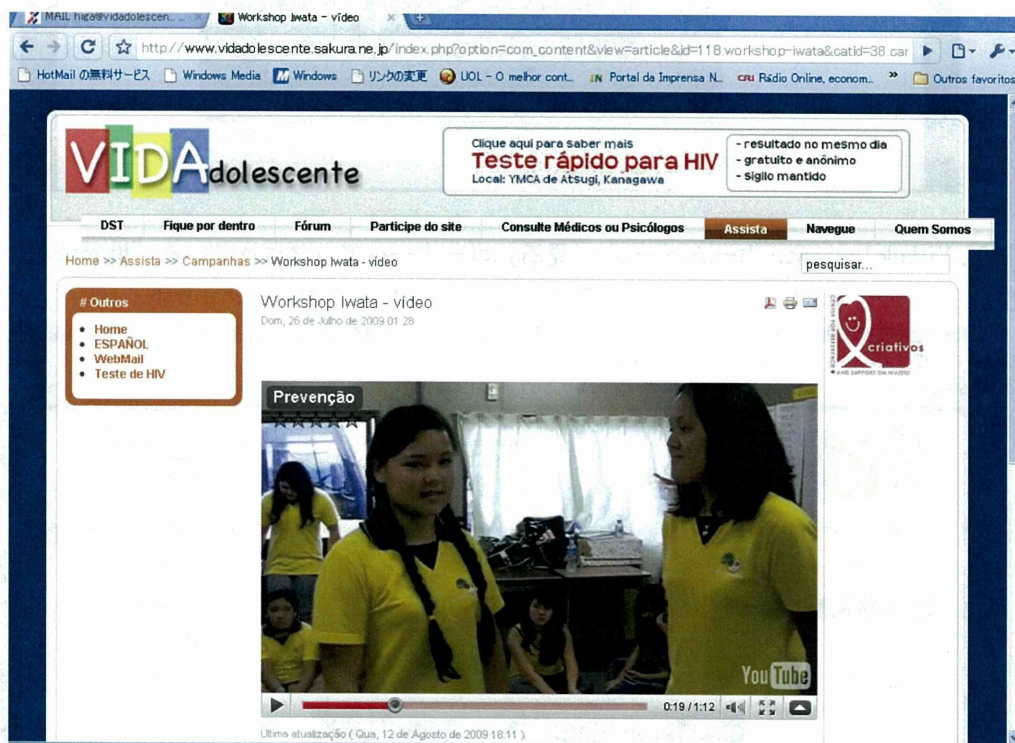 MAIL higa@vidadolescen...
Workshop Iwata - vídeo
http://www.vidadolescente.sakura.ne.jp/index.php?option=com_content&view=article&id=118 workshop-iwata&catid=38 car
HotMail の無料サービス Windows Media Windows リンクの変更 UOL - O melhor cont... Portal da Imprensa N... CRU Rádio Online, econom... » Outros favoritos
VIDAdolescente
Clique aqui para saber mais
Teste rápido para HIV
Local: YMCA de Atsugi, Kanagawa
- resultado no mesmo dia
- gratuito e anônimo
- sigilo mantido
DST Fique por dentro Fórum Participe do site Consulte Médicos ou Psicólogos Assista Navegue Quem Somos
Home >> Assista >> Campanhas >> Workshop Iwata - vídeo
pesquisar...
# Outros
Home
ESPAÑOL
WebMail
Teste de HIV
Workshop Iwata - vídeo
Dom, 26 de Julho de 2009 01:28
criativos
Prevenção
YouTube
0:19 / 1:12
Última atualização ( Qua, 12 de Agosto de 2009 18:11 )